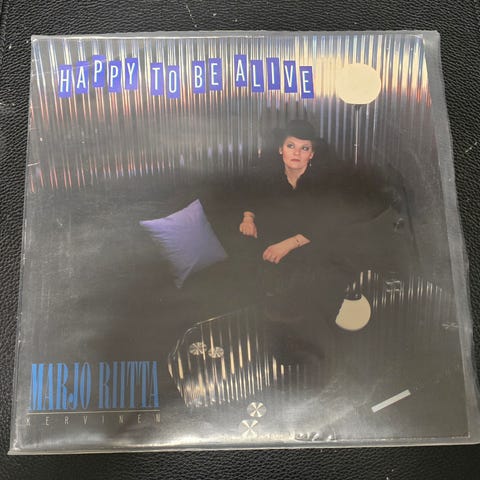 HAPPY TO BE ALIVE
MARJO RIITTA
KERVINEN